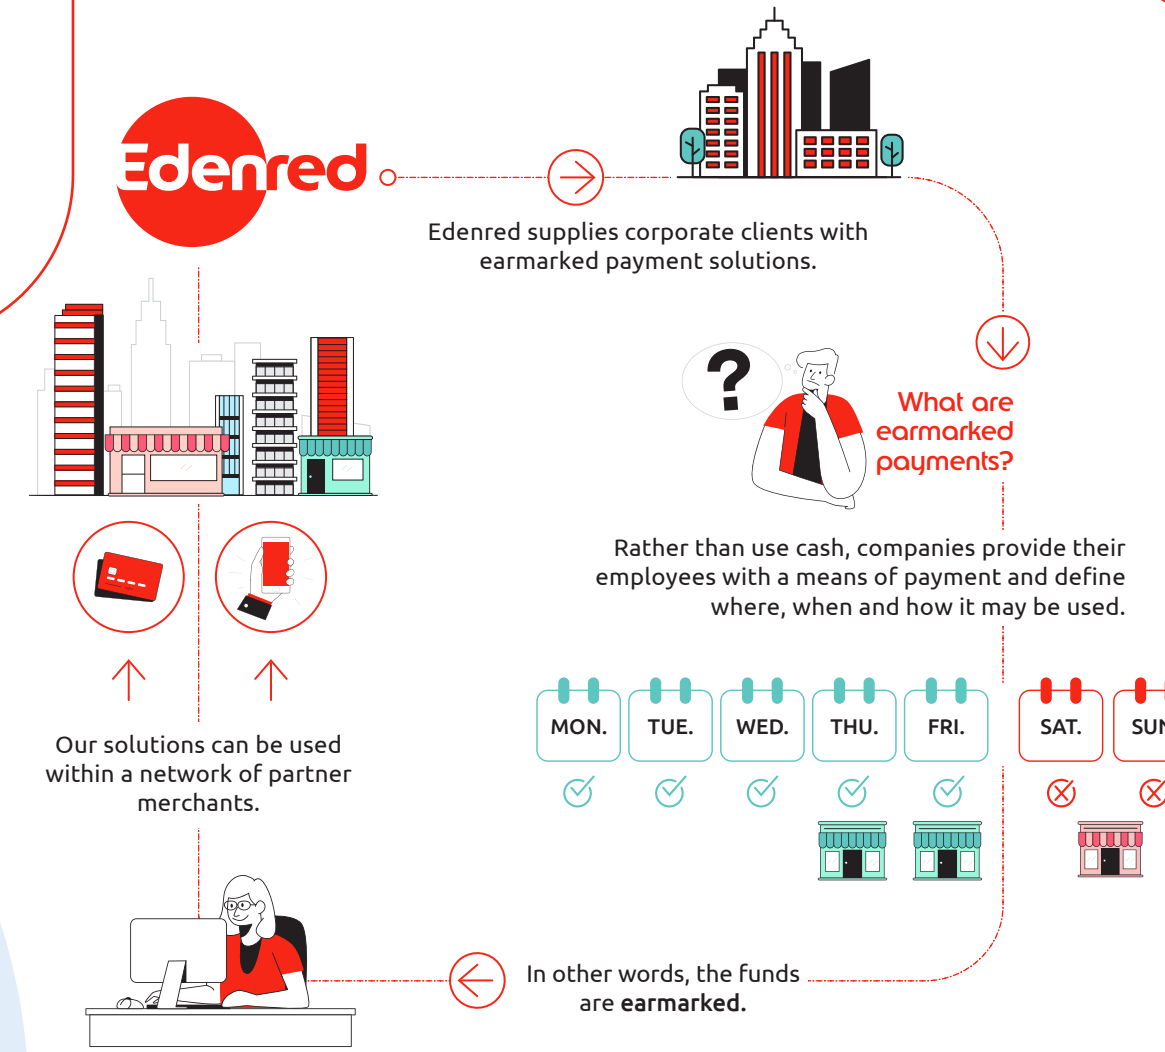 Edenred
Edenred supplies corporate clients with
earmarked payment solutions.
?
What are
earmarked
payments?
Rather than use cash, companies provide their
employees with a means of payment and define
where, when and how it may be used.
MON. TUE. WED. THU. FRI. SAT. SUN
In other words, the funds
are earmarked.
Our solutions can be used
within a network of partner
merchants.